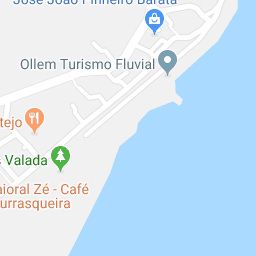 José João Pinheiro Barata
Ollem Turismo Fluvial
tejo
s Valada
aioral Zé - Café
urrasqueira